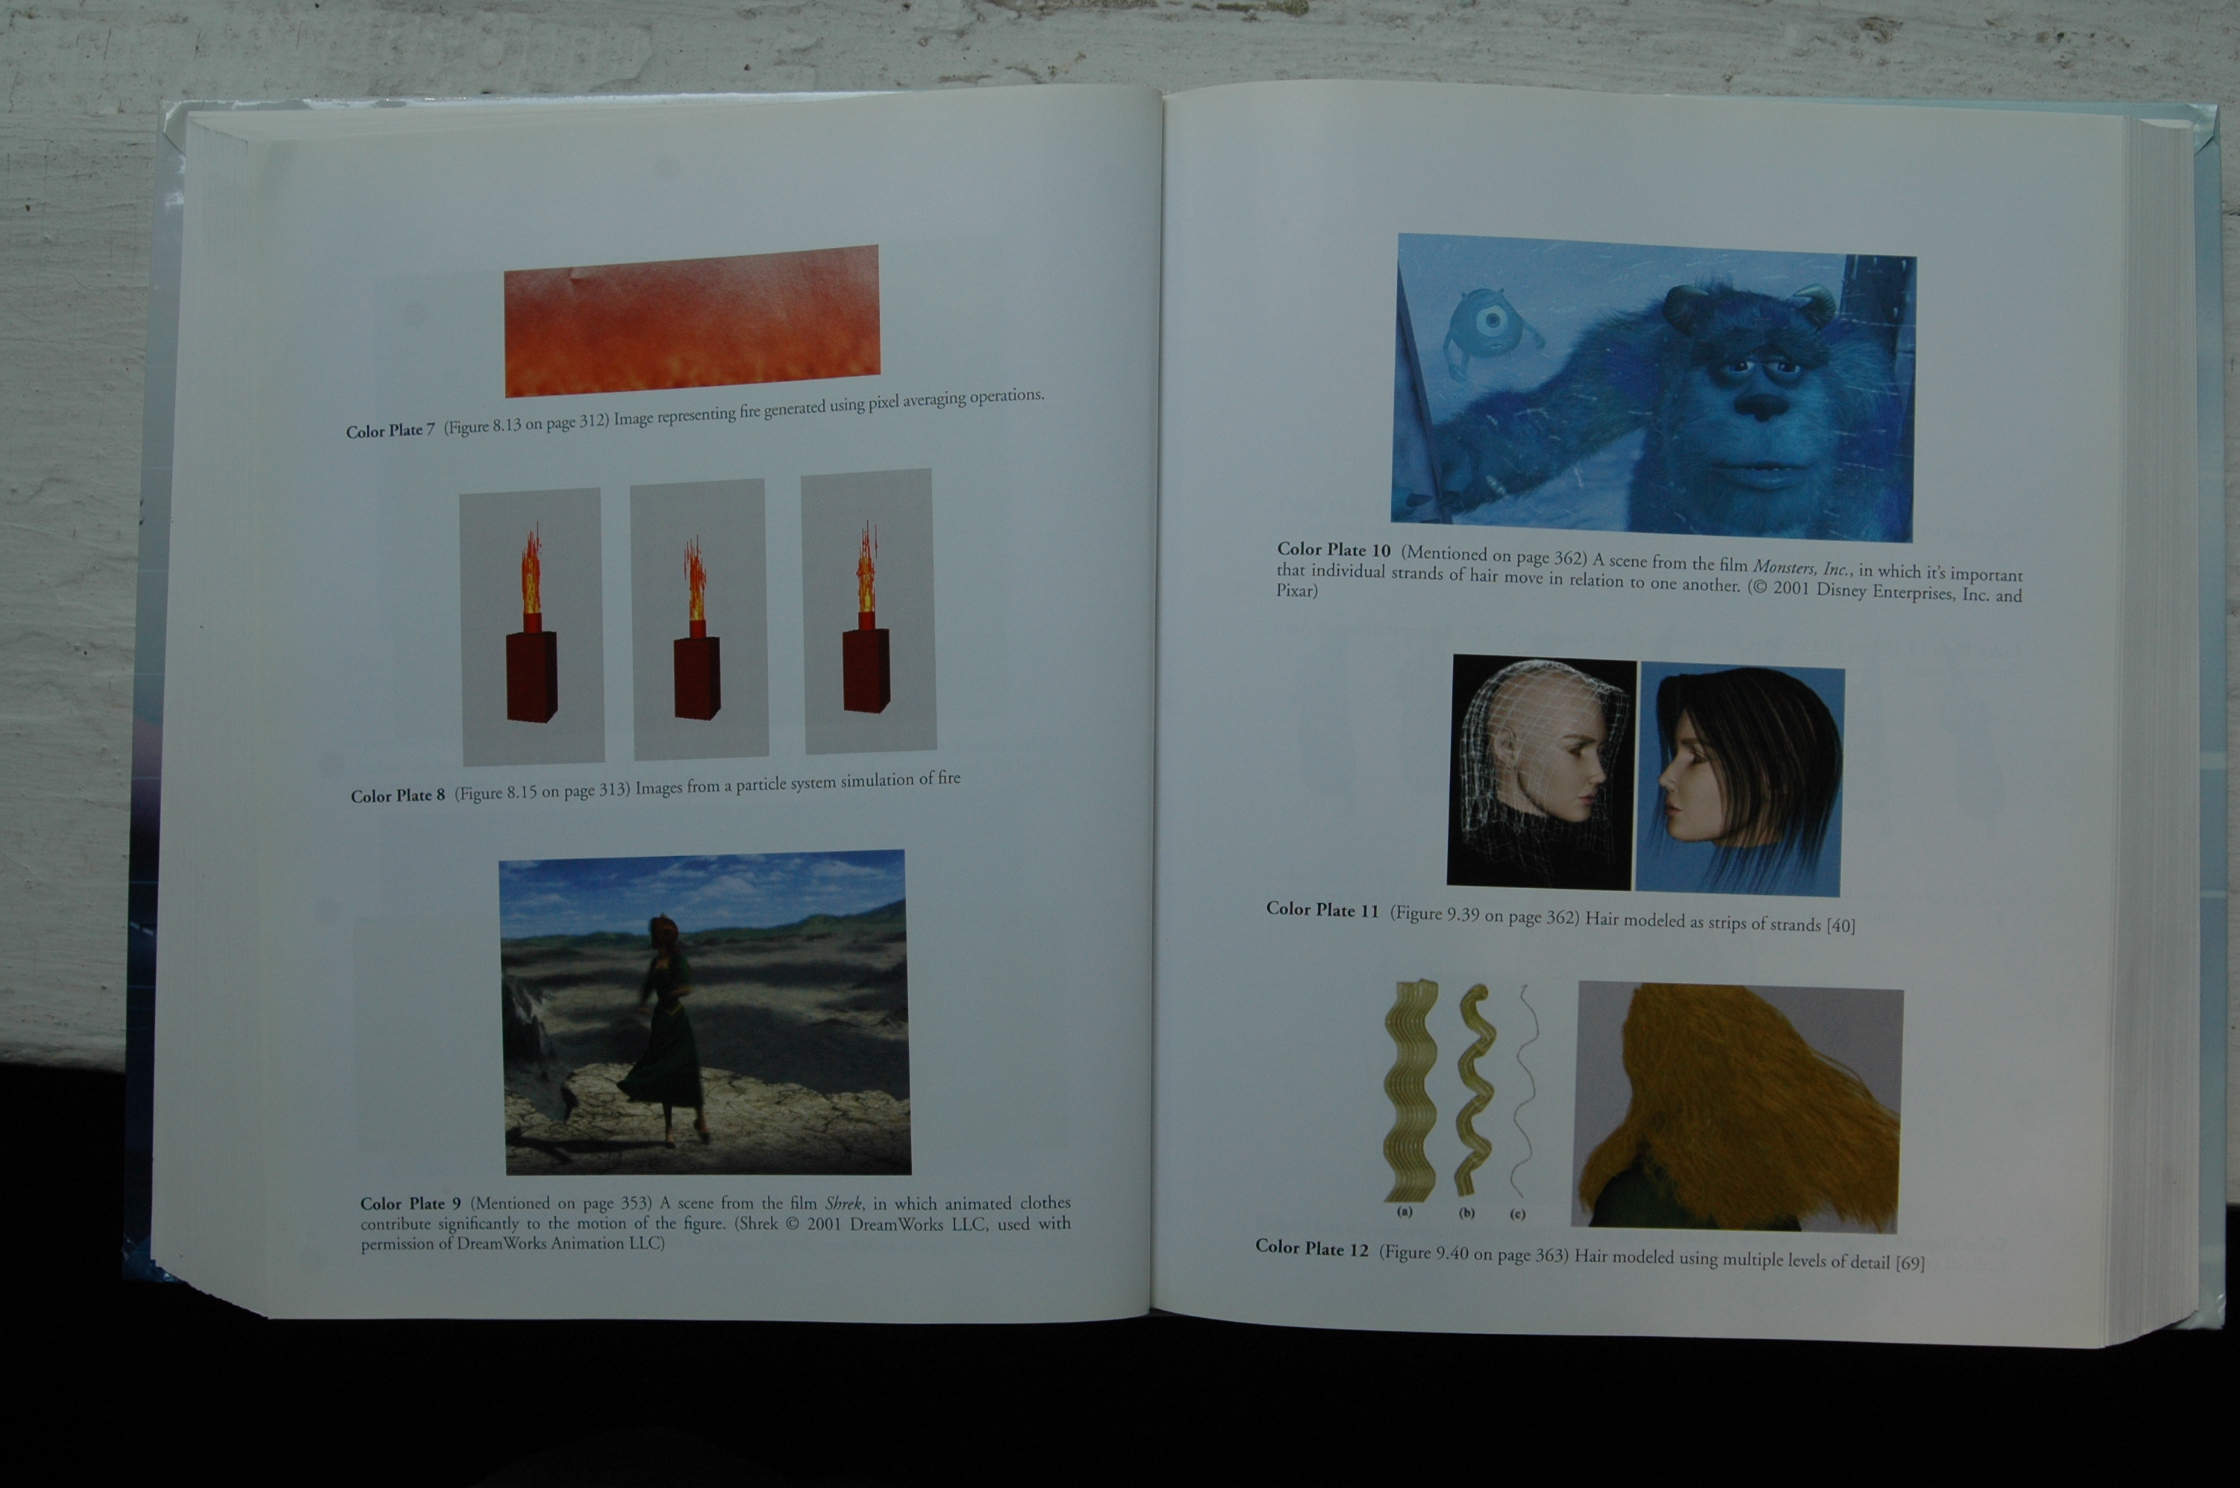 Color Plate 7 (Figure 8.13 on page 312) Image representing fire generated using pixel averaging operations.
Color Plate 8 (Figure 8.15 on page 313) Images from a particle system simulation of fire
Color Plate 9 (Mentioned on page 353) A scene from the film Shrek, in which animated clothes
contribute significantly to the motion of the figure. (Shrek © 2001 DreamWorks LLC, used with
permission of DreamWorks Animation LLC)
Color Plate 10 (Mentioned on page 362) A scene from the film Monsters, Inc., in which it's important
that individual strands of hair move in relation to one another. (© 2001 Disney Enterprises, Inc. and
Pixar)
Color Plate 11 (Figure 9.39 on page 362) Hair modeled as strips of strands [40]
(a) (b) (c)
Color Plate 12 (Figure 9.40 on page 363) Hair modeled using multiple levels of detail [69]